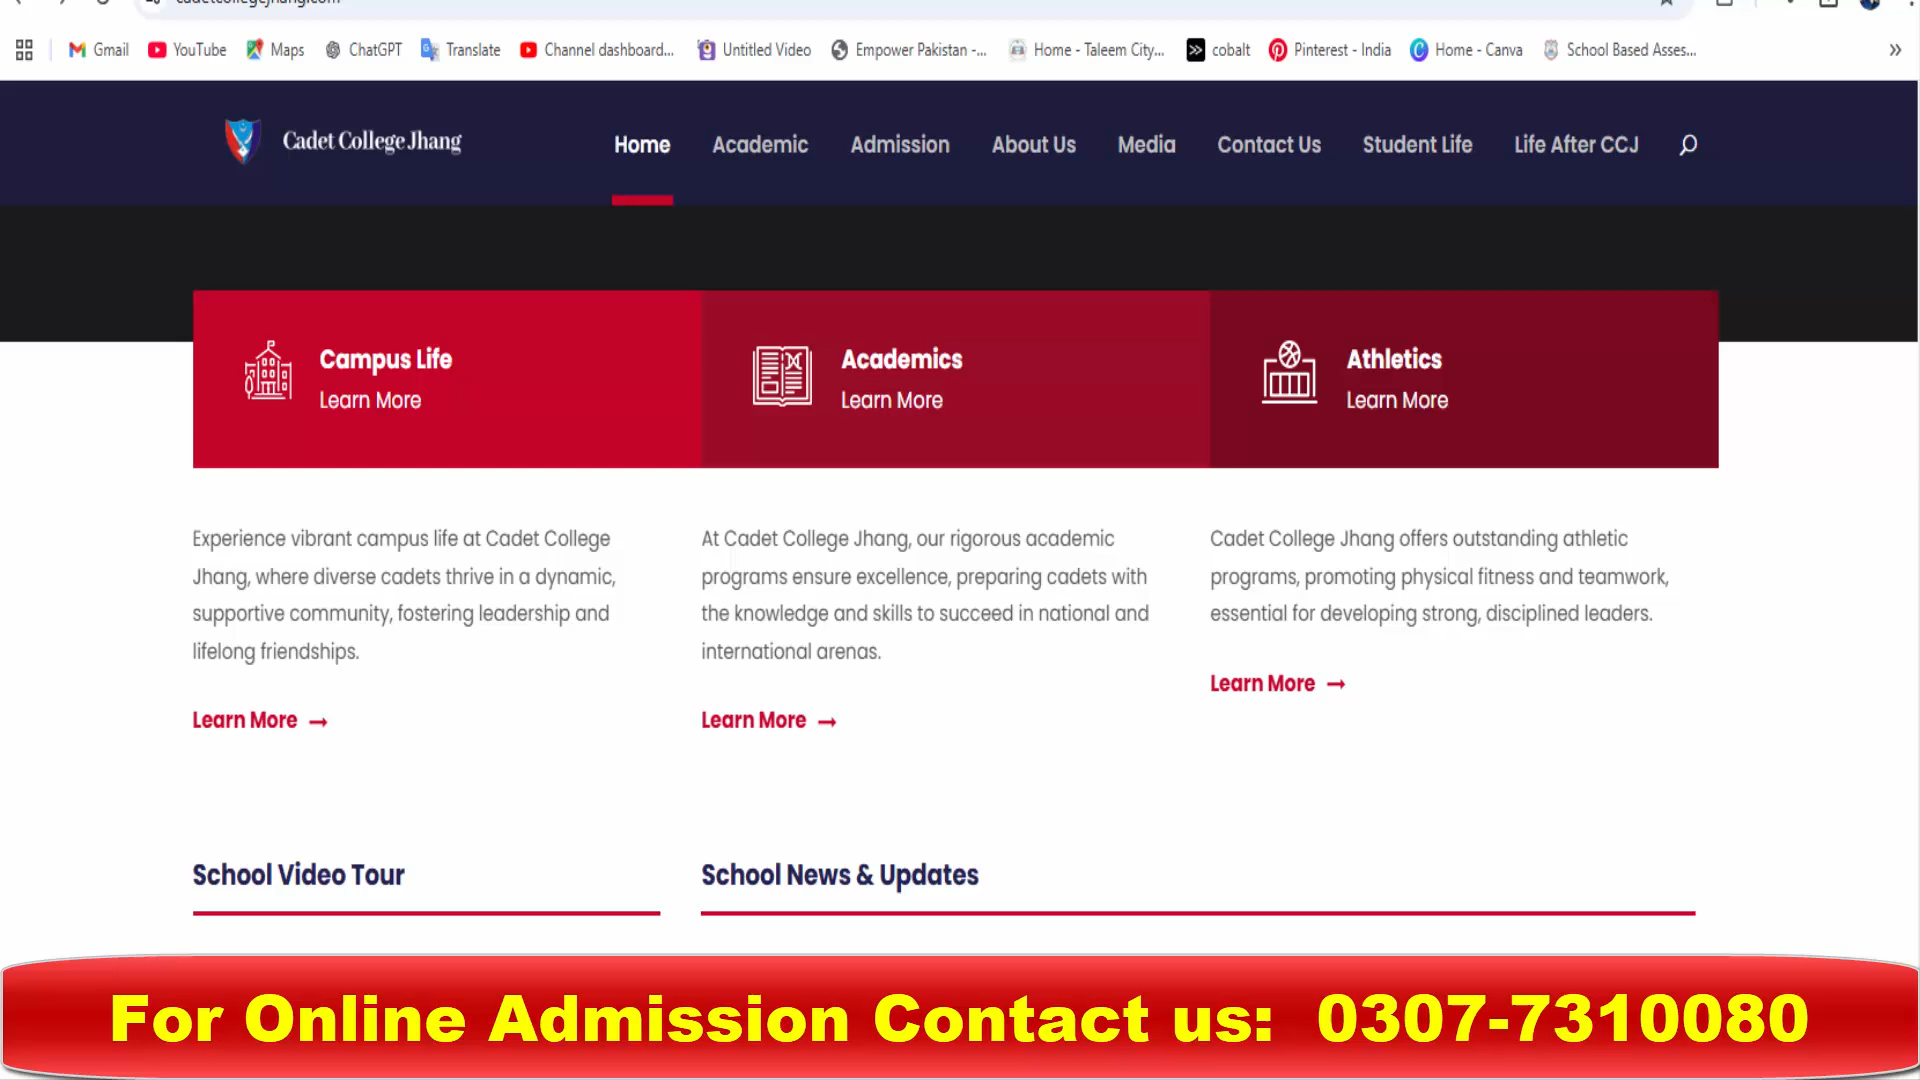 cadetcollegejhang.com
Gmail YouTube Maps ChatGPT Translate Channel dashboard... Untitled Video Empower Pakistan -... Home - Taleem City... cobalt Pinterest - India Home - Canva School Based Asses...
Cadet College Jhang Home Academic Admission About Us Media Contact Us Student Life Life After CCJ
Campus Life
Learn More
Academics
Learn More
Athletics
Learn More
Experience vibrant campus life at Cadet College
Jhang, where diverse cadets thrive in a dynamic,
supportive community, fostering leadership and
lifelong friendships.
Learn More →
At Cadet College Jhang, our rigorous academic
programs ensure excellence, preparing cadets with
the knowledge and skills to succeed in national and
international arenas.
Learn More →
Cadet College Jhang offers outstanding athletic
programs, promoting physical fitness and teamwork,
essential for developing strong, disciplined leaders.
Learn More →
School Video Tour
School News & Updates
For Online Admission Contact us: 0307-7310080